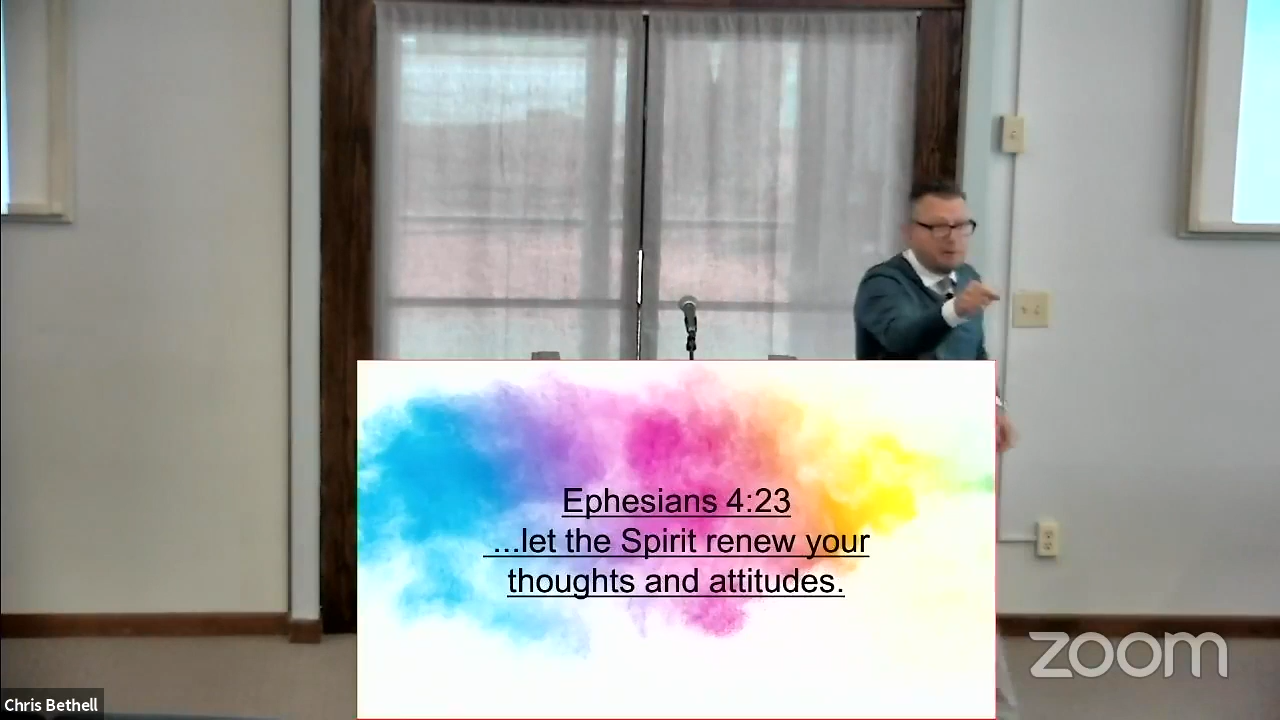 Ephesians 4:23
...let the Spirit renew your
thoughts and attitudes.
zoom
Chris Bethell